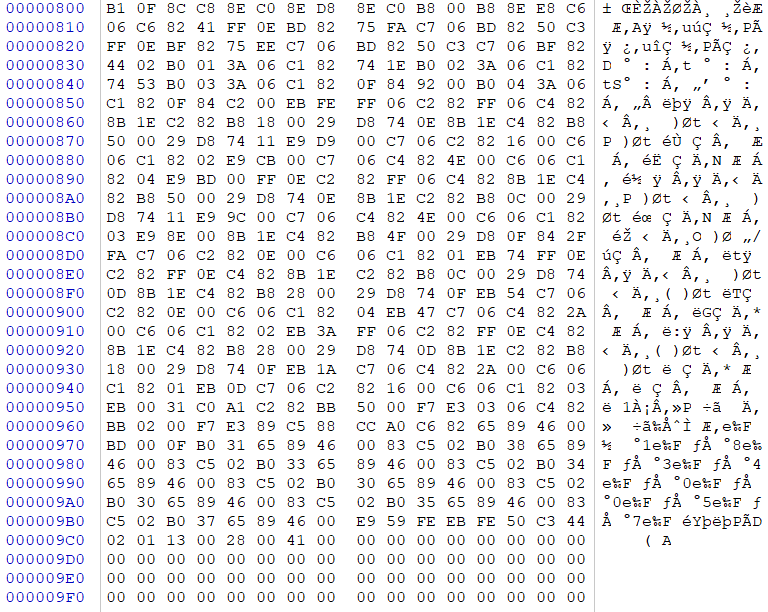 00000800 B1 0F 8C C8 8E C0 8E D8 8E C0 B8 00 B8 8E E8 C6 ± ŒÈŽÀŽØŽÀ¸ ¸ŽèÆ
00000810 06 C6 82 41 FF 0E BD 82 75 FA C7 06 BD 82 50 C3 Æ‚Aÿ ½‚uúÇ ½‚PÃ
00000820 FF 0E BF 82 75 EE C7 06 BD 82 50 C3 C7 06 BF 82 ÿ ¿‚uîÇ ½‚PÃÇ ¿‚
00000830 44 02 B0 01 3A 06 C1 82 74 1E B0 02 3A 06 C1 82 D ° : Á‚t ° : Á‚
00000840 74 53 B0 03 3A 06 C1 82 0F 84 92 00 B0 04 3A 06 tS° : Á‚ „’ ° :
00000850 C1 82 0F 84 C2 00 EB FE FF 06 C2 82 FF 06 C4 82 Á‚ „Â ëþÿ Â‚ÿ Ä‚
00000860 8B 1E C2 82 B8 18 00 29 D8 74 0E 8B 1E C4 82 B8 ‹ Â‚¸ )Øt ‹ Ä‚¸
00000870 50 00 29 D8 74 11 E9 D9 00 C7 06 C2 82 16 00 C6 P )Øt éÙ Ç Â‚ Æ
00000880 06 C1 82 02 E9 CB 00 C7 06 C4 82 4E 00 C6 06 C1 Á‚ éË Ç Ä‚N Æ Á
00000890 82 04 E9 BD 00 FF 0E C2 82 FF 06 C4 82 8B 1E C4 ‚ é½ ÿ Â‚ÿ Ä‚‹ Ä
000008A0 82 B8 50 00 29 D8 74 0E 8B 1E C2 82 B8 0C 00 29 ‚¸P )Øt ‹ Â‚¸ )
000008B0 D8 74 11 E9 9C 00 C7 06 C4 82 4E 00 C6 06 C1 82 Øt éœ Ç Ä‚N Æ Á‚
000008C0 03 E9 8E 00 8B 1E C4 82 B8 4F 00 29 D8 0F 84 2F éŽ ‹ Ä‚¸O )Ø „/
000008D0 FA C7 06 C2 82 0E 00 C6 06 C1 82 01 EB 74 FF 0E úÇ Â‚ Æ Á‚ ëtÿ
000008E0 C2 82 FF 0E C4 82 8B 1E C2 82 B8 0C 00 29 D8 74 Â‚ÿ Ä‚‹ Â‚¸ )Øt
000008F0 0D 8B 1E C4 82 B8 28 00 29 D8 74 0F EB 54 C7 06 ‹ Ä‚¸( )Øt ëTÇ
00000900 C2 82 0E 00 C6 06 C1 82 04 EB 47 C7 06 C4 82 2A Â‚ Æ Á‚ ëGÇ Ä‚*
00000910 00 C6 06 C1 82 02 EB 3A FF 06 C2 82 FF 0E C4 82 Æ Á‚ ë:ÿ Â‚ÿ Ä‚
00000920 8B 1E C4 82 B8 28 00 29 D8 74 0D 8B 1E C2 82 B8 ‹ Ä‚¸( )Øt ‹ Â‚¸
00000930 18 00 29 D8 74 0F EB 1A C7 06 C4 82 2A 00 C6 06 )Øt ë Ç Ä‚* Æ
00000940 C1 82 01 EB 0D C7 06 C2 82 16 00 C6 06 C1 82 03 Á‚ ë Ç Â‚ Æ Á‚
00000950 EB 00 31 C0 A1 C2 82 BB 50 00 F7 E3 03 06 C4 82 ë 1À¡Â‚»P ÷ã Ä‚
00000960 BB 02 00 F7 E3 89 C5 88 CC A0 C6 82 65 89 46 00 » ÷ã‰ÅˆÌ Æ‚e‰F
00000970 BD 00 0F B0 31 65 89 46 00 83 C5 02 B0 38 65 89 ½ °1e‰F ƒÅ °8e‰
00000980 46 00 83 C5 02 B0 33 65 89 46 00 83 C5 02 B0 34 F ƒÅ °3e‰F ƒÅ °4
00000990 65 89 46 00 83 C5 02 B0 30 65 89 46 00 83 C5 02 e‰F ƒÅ °0e‰F ƒÅ
000009A0 B0 30 65 89 46 00 83 C5 02 B0 35 65 89 46 00 83 °0e‰F ƒÅ °5e‰F ƒ
000009B0 C5 02 B0 37 65 89 46 00 E9 59 FE EB FE 50 C3 44 Å °7e‰F éYþëþPÃD
000009C0 02 01 13 00 28 00 41 00 00 00 00 00 00 00 00 00 ( A
000009D0 00 00 00 00 00 00 00 00 00 00 00 00 00 00 00 00
000009E0 00 00 00 00 00 00 00 00 00 00 00 00 00 00 00 00
000009F0 00 00 00 00 00 00 00 00 00 00 00 00 00 00 00 00